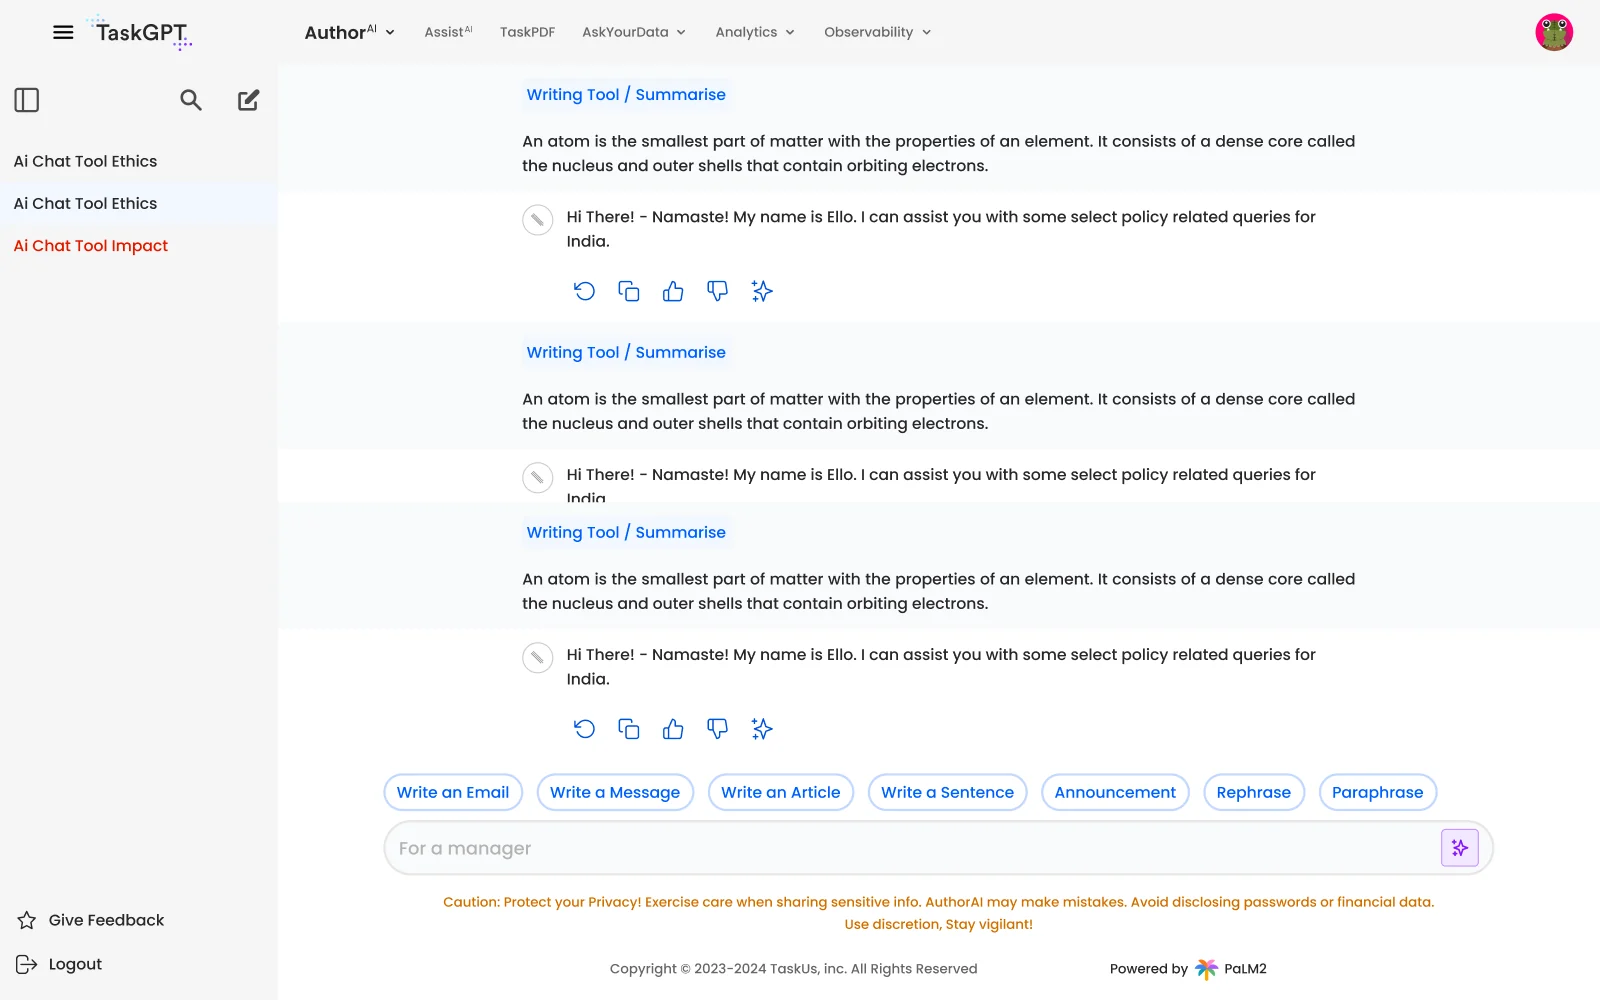 TaskGPT
Author AI
Assist AI
TaskPDF
AskYourData
Analytics
Observability
Ai Chat Tool Ethics
Ai Chat Tool Ethics
Ai Chat Tool Impact
Writing Tool / Summarise
An atom is the smallest part of matter with the properties of an element. It consists of a dense core called
the nucleus and outer shells that contain orbiting electrons.
Hi There! - Namaste! My name is Ello. I can assist you with some select policy related queries for
India.
Writing Tool / Summarise
An atom is the smallest part of matter with the properties of an element. It consists of a dense core called
the nucleus and outer shells that contain orbiting electrons.
Hi There! - Namaste! My name is Ello. I can assist you with some select policy related queries for
India
Writing Tool / Summarise
An atom is the smallest part of matter with the properties of an element. It consists of a dense core called
the nucleus and outer shells that contain orbiting electrons.
Hi There! - Namaste! My name is Ello. I can assist you with some select policy related queries for
India.
Write an Email
Write a Message
Write an Article
Write a Sentence
Announcement
Rephrase
Paraphrase
For a manager
Caution: Protect your Privacy! Exercise care when sharing sensitive info. AuthorAI may make mistakes. Avoid disclosing passwords or financial data.
Use discretion, Stay vigilant!
Give Feedback
Logout
Copyright © 2023-2024 TaskUs, inc. All Rights Reserved
Powered by PaLM2